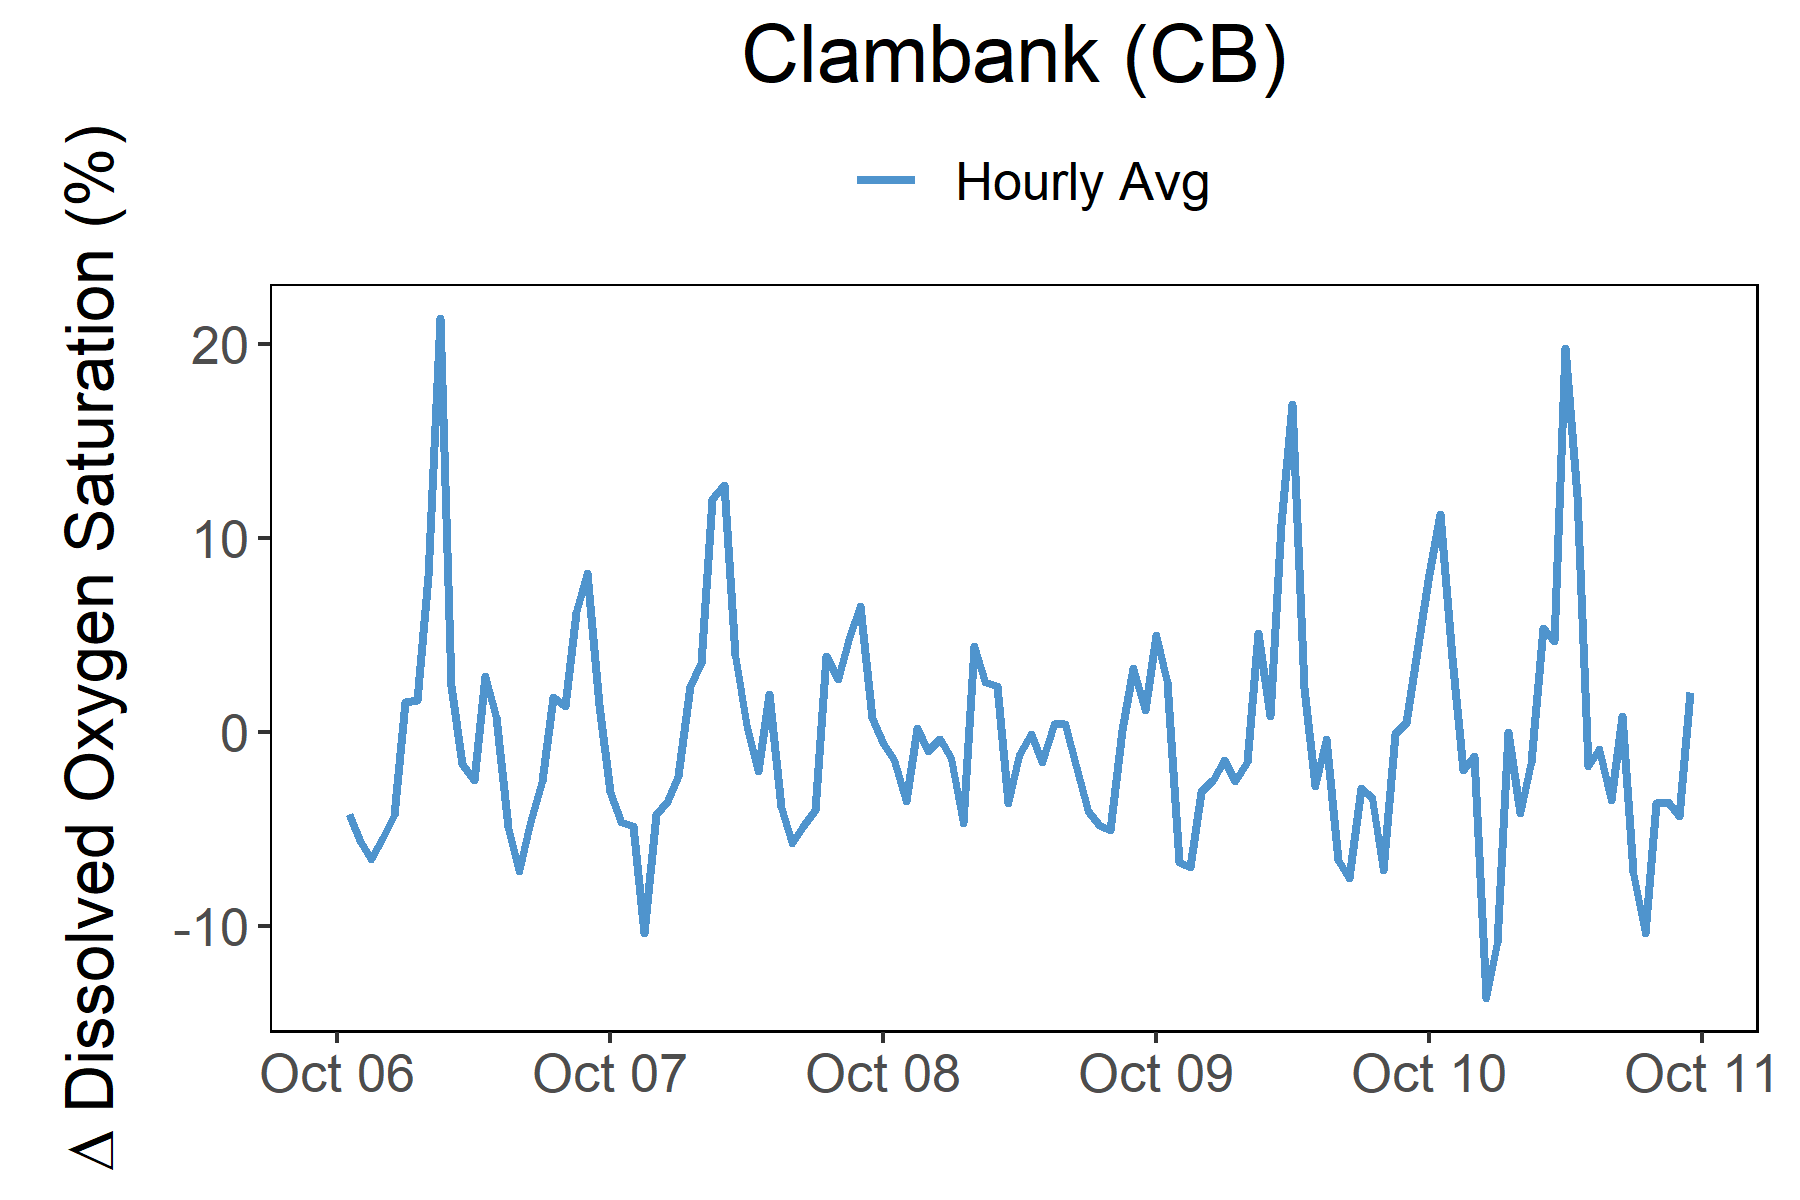 Clambank (CB)
Hourly Avg
Δ Dissolved Oxygen Saturation (%)
20
10
0
-10
Oct 06 Oct 07 Oct 08 Oct 09 Oct 10 Oct 11